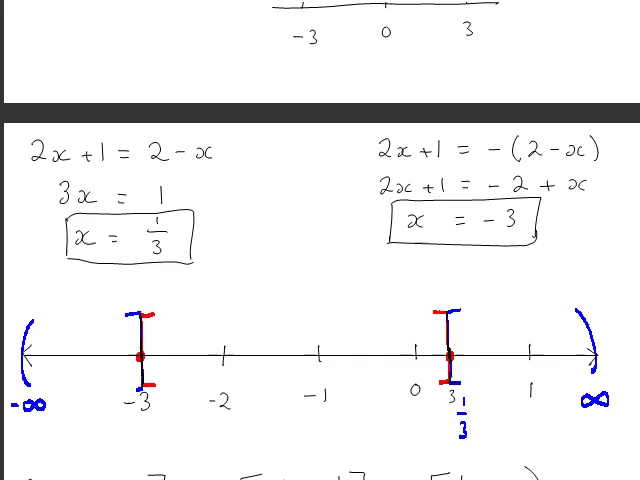 -3 0 3
2x+1 = 2-x
3x = 1
x = 1/3
2x+1 = -(2-x)
2x+1 = -2+x
x = -3
-∞ -3 -2 -1 0 3 1 ∞
1/3